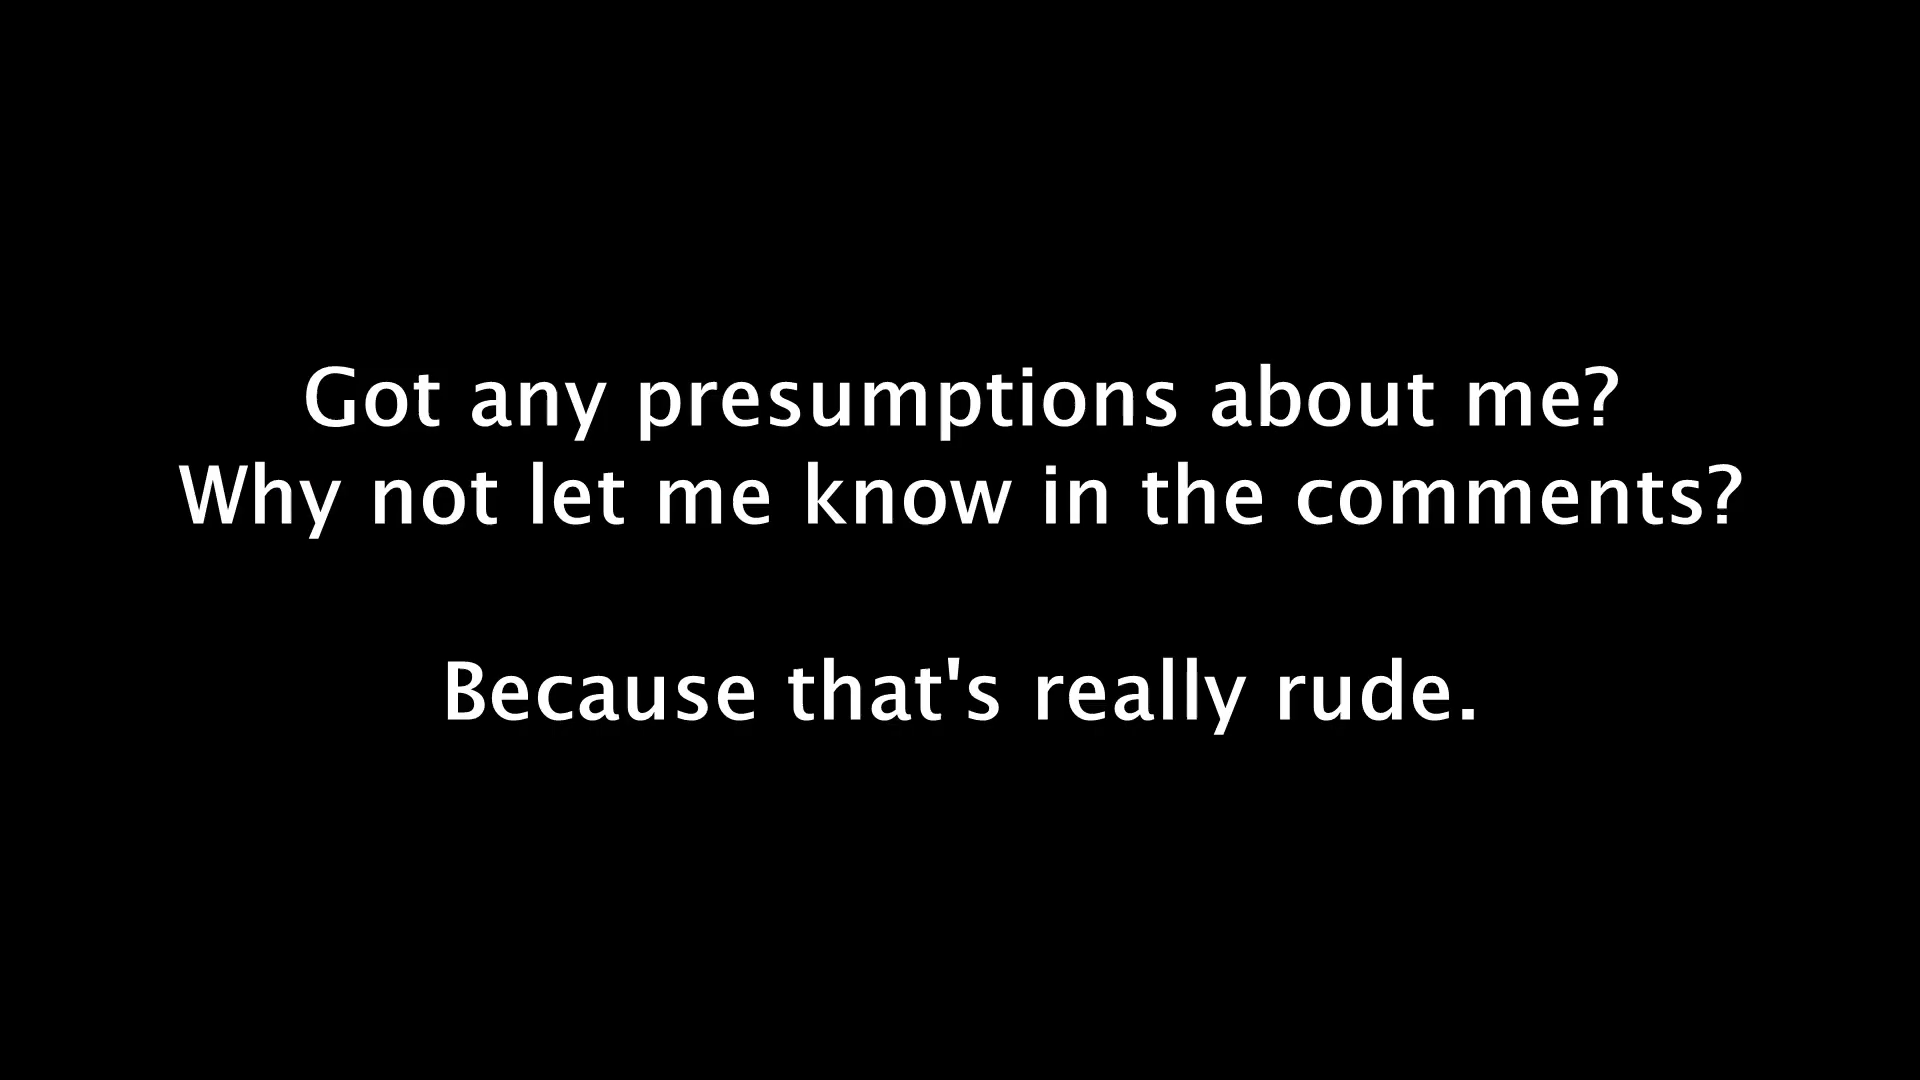 Got any presumptions about me?
Why not let me know in the comments?
Because that's really rude.